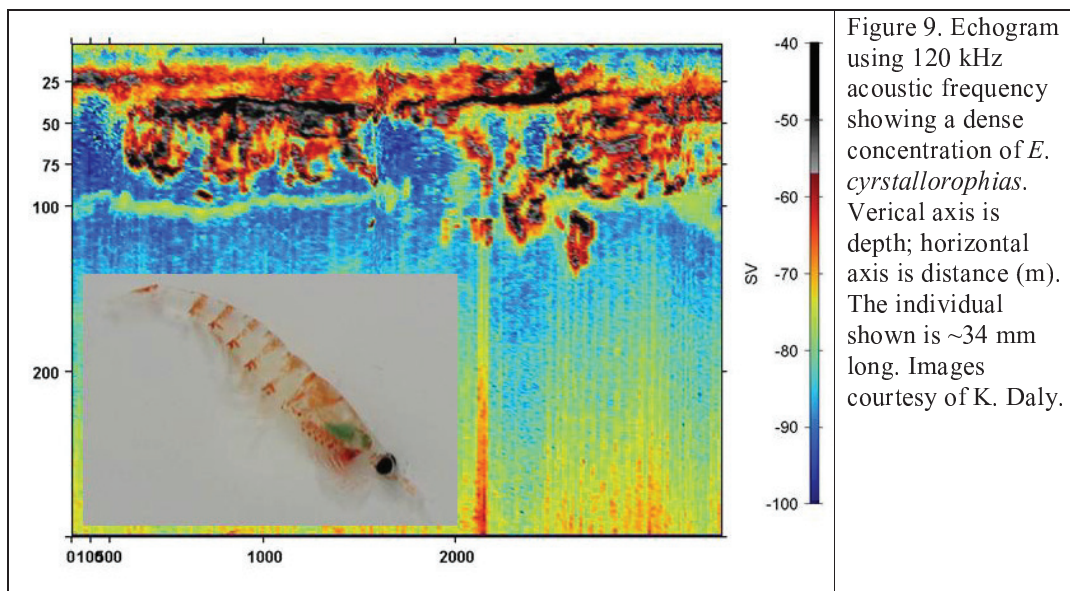 25
50
75
100
200
0105500
1000
2000
-40
-50
-60
-70
-80
-90
-100
SV
Figure 9. Echogram
using 120 kHz
acoustic frequency
showing a dense
concentration of E.
cyrstallorophias.
Verical axis is
depth; horizontal
axis is distance (m).
The individual
shown is ~34 mm
long. Images
courtesy of K. Daly.